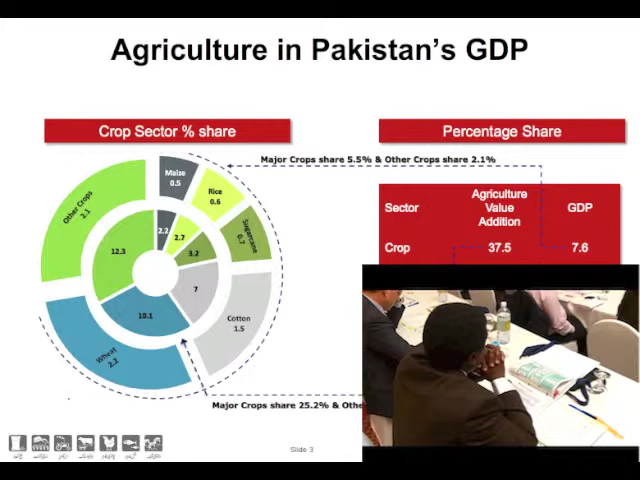 Agriculture in Pakistan's GDP
Crop Sector % share
Percentage Share
Major Crops share 5.5% & Other Crops share 2.1%
Maize
0.5
Rice
0.6
Sugarcane
0.7
Cotton
1.5
Wheat
2.2
Other Crops
2.1
2.2
2.7
3.2
7
10.1
12.3
Sector
Agriculture
Value
Addition
GDP
Crop
37.5
7.6
Major Crops share 25.2% & Othe
Slide 3